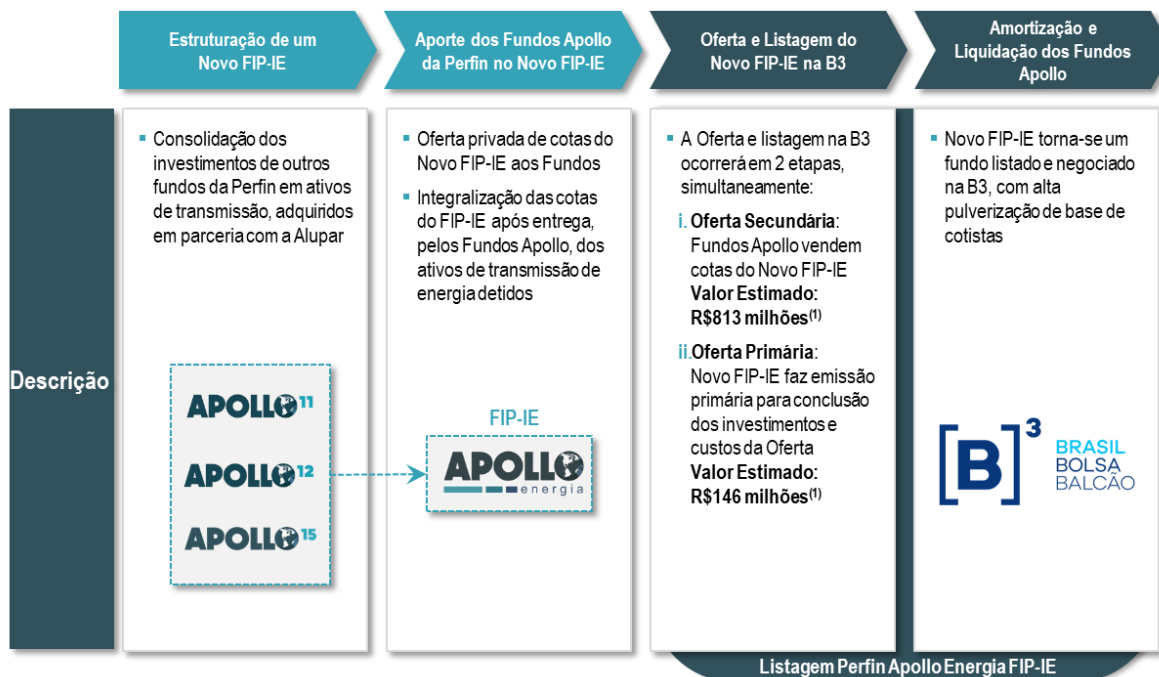 Estruturação de um
Novo FIP-IE
Aporte dos Fundos Apollo
da Perfin no Novo FIP-IE
Oferta e Listagem do
Novo FIP-IE na B3
Amortização e
Liquidação dos Fundos
Apollo
Descrição
▪ Consolidação dos
investimentos de outros
fundos da Perfin em ativos
de transmissão, adquiridos
em parceria com a Alupar
APOLLO 11
APOLLO 12
APOLLO 15
▪ Oferta privada de cotas do
Novo FIP-IE aos Fundos
▪ Integralização das cotas
do FIP-IE após entrega,
pelos Fundos Apollo, dos
ativos de transmissão de
energia detidos
FIP-IE
APOLLO
energia
▪ A Oferta e listagem na B3
ocorrerá em 2 etapas,
simultaneamente:
i. Oferta Secundária:
Fundos Apollo vendem
cotas do Novo FIP-IE
Valor Estimado:
R$813 milhões(1)
ii. Oferta Primária:
Novo FIP-IE faz emissão
primária para conclusão
dos investimentos e
custos da Oferta
Valor Estimado:
R$146 milhões(1)
▪ Novo FIP-IE torna-se um
fundo listado e negociado
na B3, com alta
pulverização de base de
cotistas
[B]3
BRASIL
BOLSA
BALCÃO
Listagem Perfin Apollo Energia FIP-IE